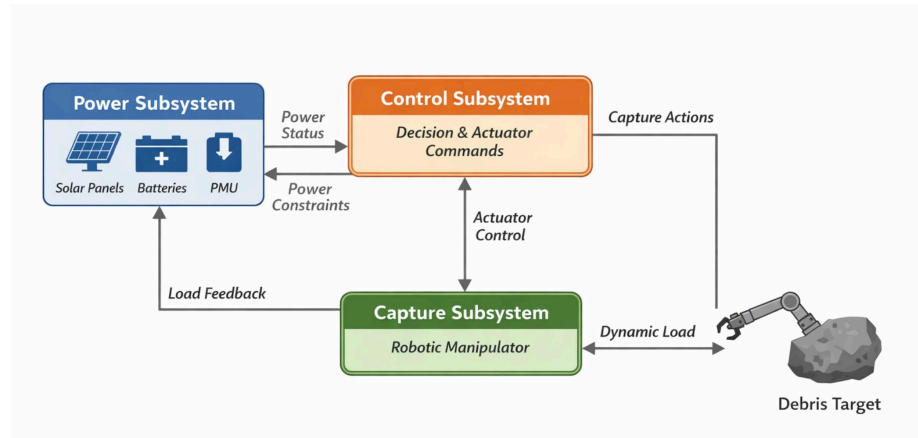 Power Subsystem
Solar Panels
Batteries
PMU
Power
Status
Power
Constraints
Control Subsystem
Decision & Actuator
Commands
Capture Actions
Actuator
Control
Load Feedback
Capture Subsystem
Robotic Manipulator
Dynamic Load
Debris Target